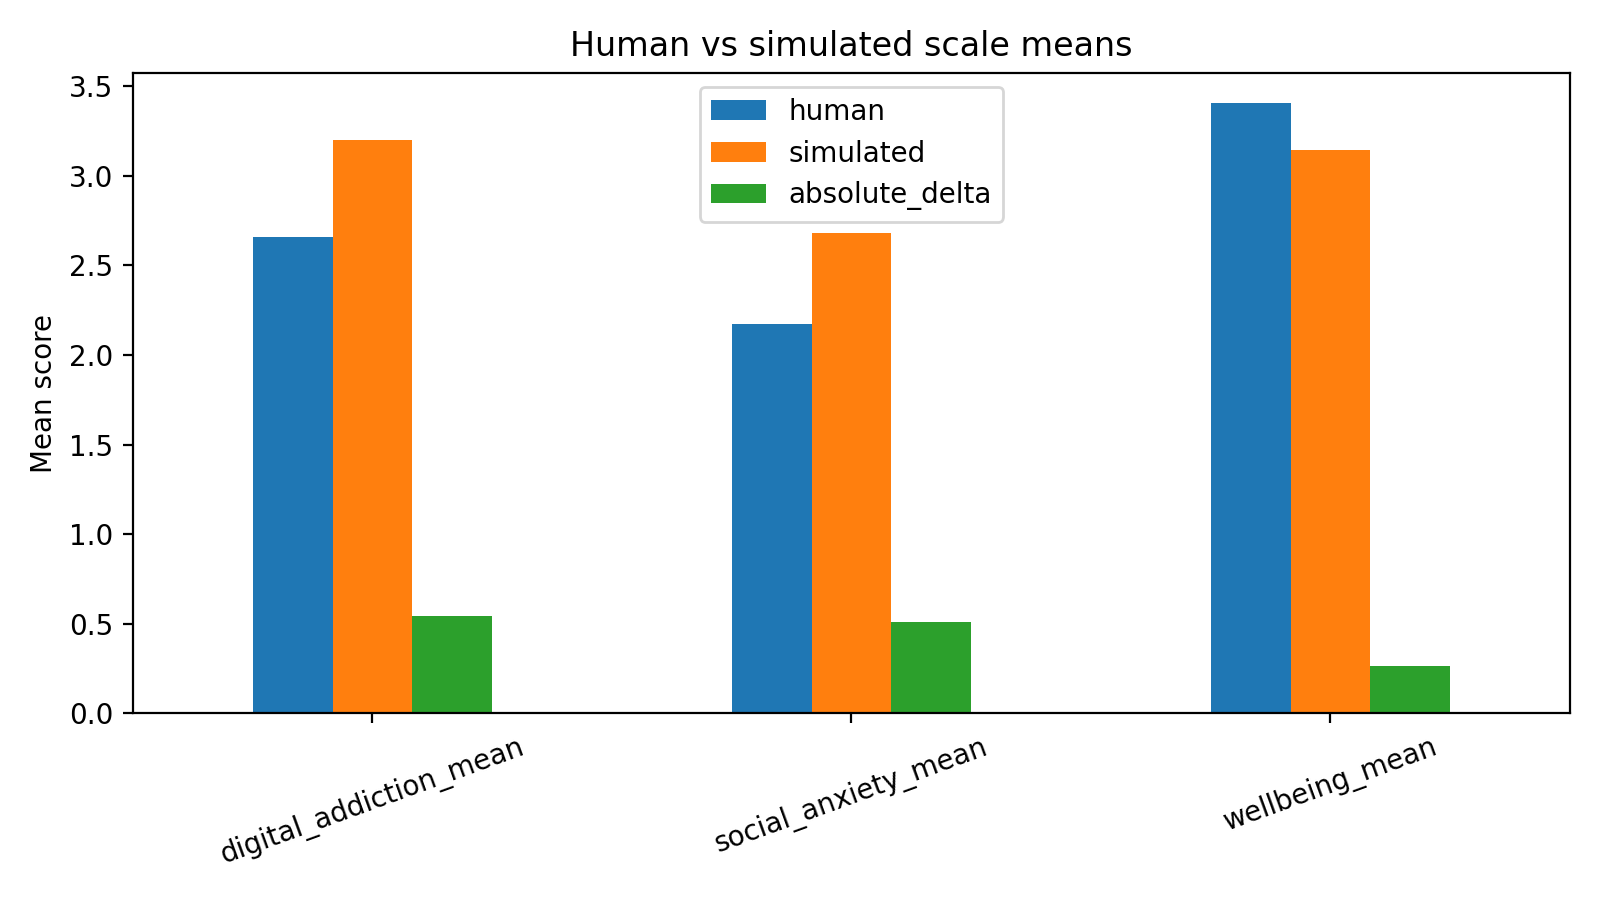 Human vs simulated scale means
human
simulated
absolute_delta
Mean score
3.5
3.0
2.5
2.0
1.5
1.0
0.5
0.0
digital_addiction_mean
social_anxiety_mean
wellbeing_mean